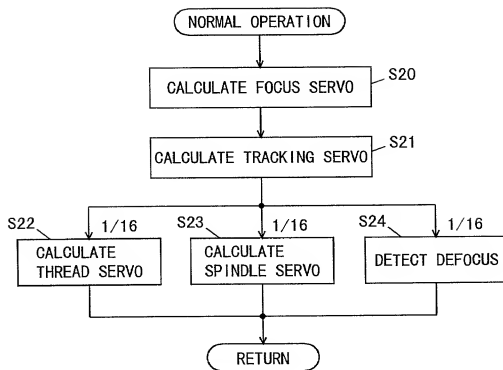 NORMAL OPERATION
S20
CALCULATE FOCUS SERVO
S21
CALCULATE TRACKING SERVO
S22
1/16
S23
1/16
S24
1/16
CALCULATE
THREAD SERVO
CALCULATE
SPINDLE SERVO
DETECT DEFOCUS
RETURN